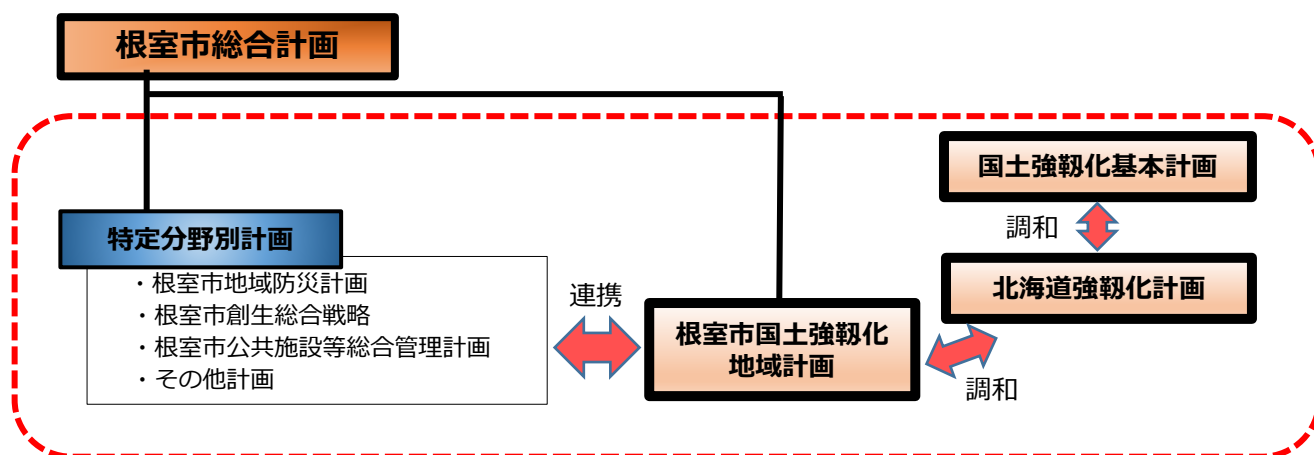 根室市総合計画
国土強靱化基本計画
調和
特定分野別計画
北海道強靱化計画
・根室市地域防災計画
・根室市創生総合戦略
・根室市公共施設等総合管理計画
・その他計画
連携
根室市国土強靱化
地域計画
調和